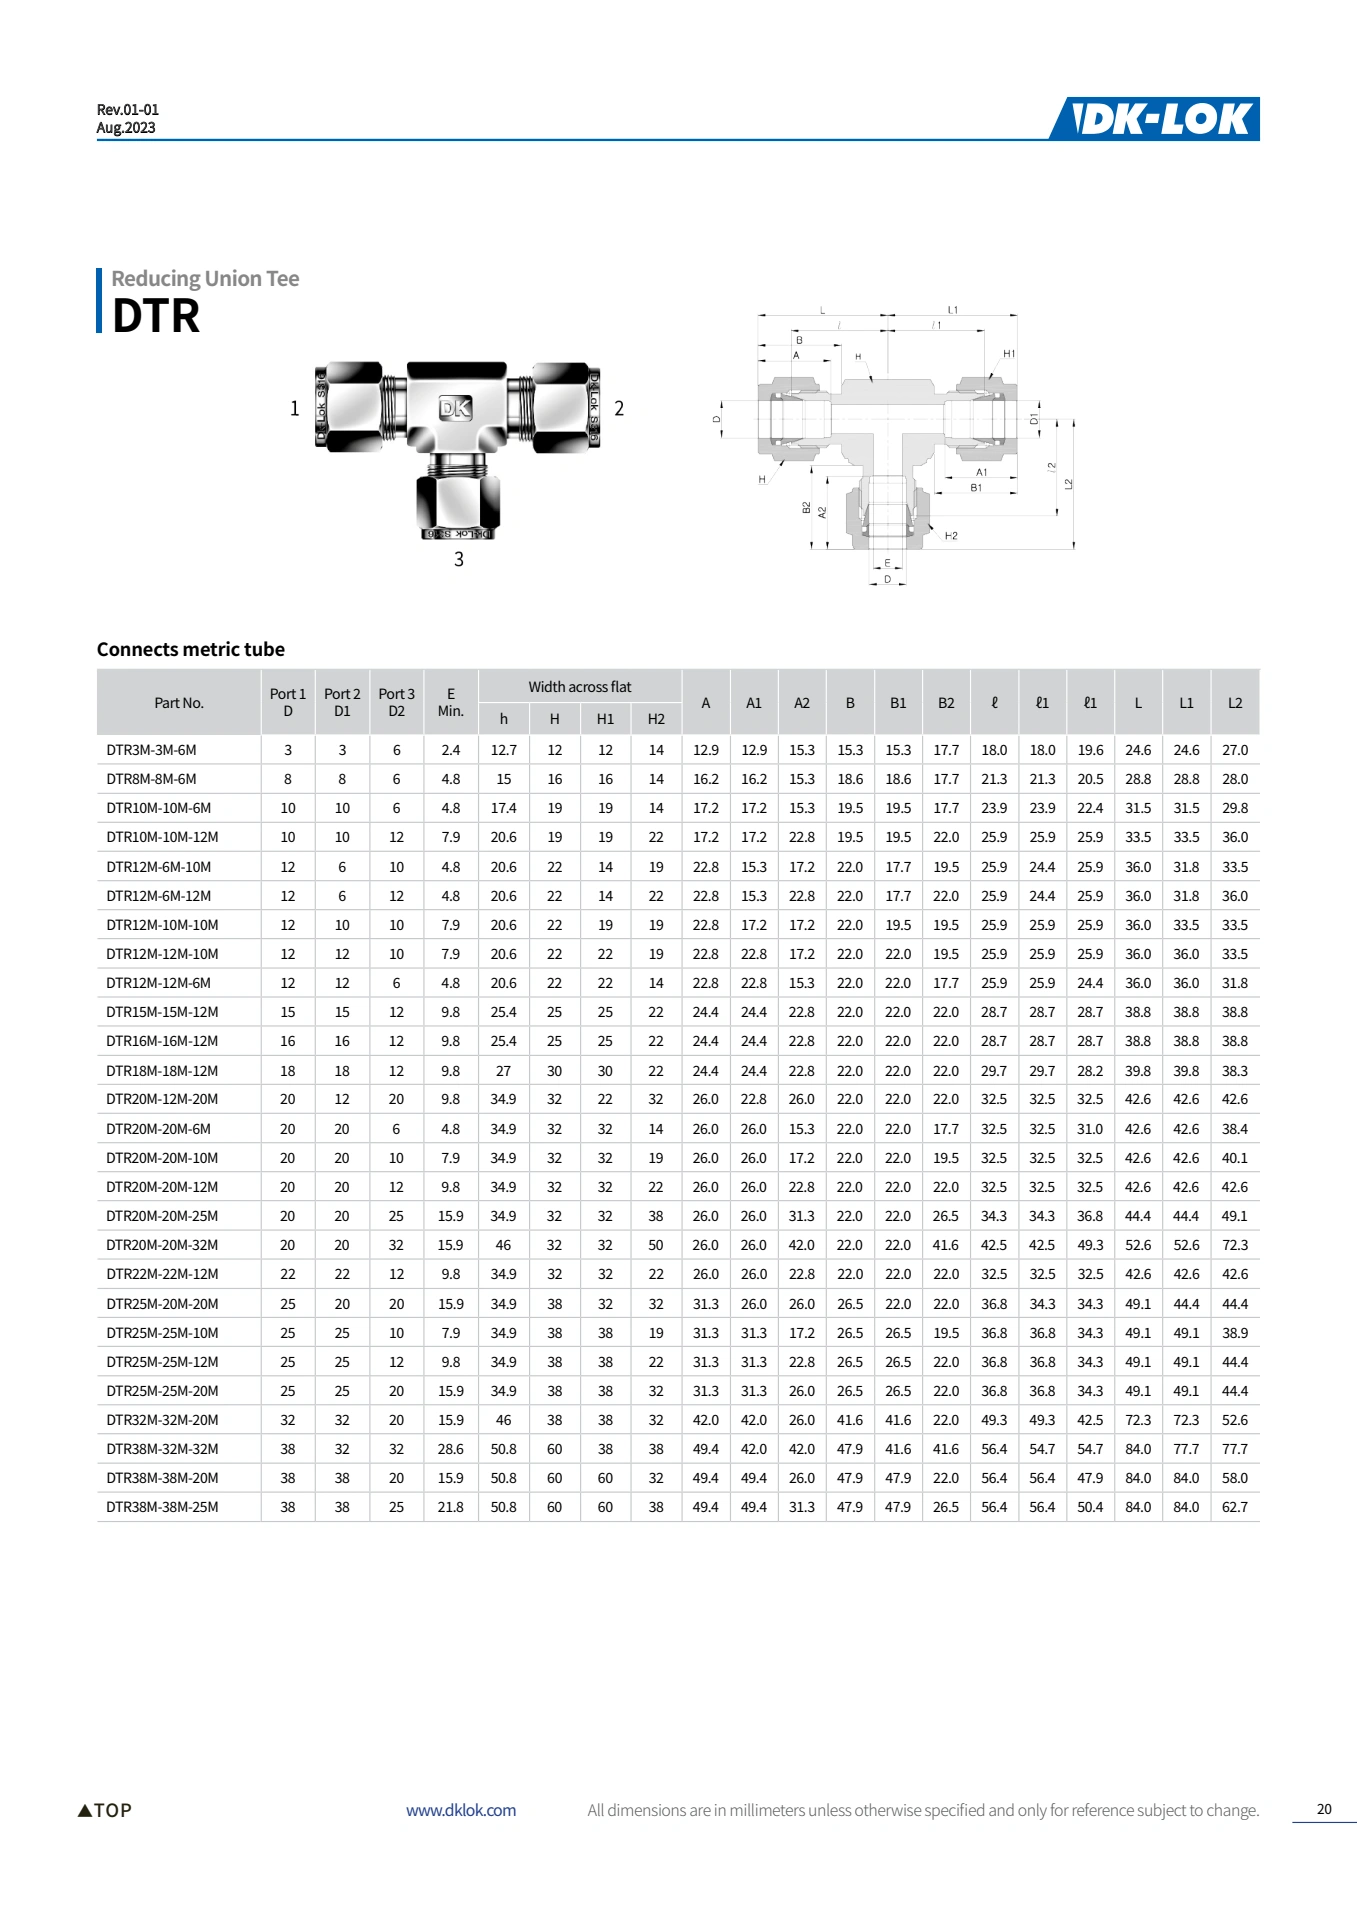 Rev.01-01
Aug.2023
DK-LOK
Reducing Union Tee
DTR
1
2
3
DK
L
L1
l
l1
B
A
H
H1
D
D1
H
A1
B1
l2
L2
B2
A2
H2
E
D
Connects metric tube
Part No. Port 1 D Port 2 D1 Port 3 D2 E Min. Width across flat h H H1 H2 A A1 A2 B B1 B2 ℓ ℓ1 ℓ1 L L1 L2
DTR3M-3M-6M 3 3 6 2.4 12.7 12 12 14 12.9 12.9 15.3 15.3 15.3 17.7 18.0 18.0 19.6 24.6 24.6 27.0
DTR8M-8M-6M 8 8 6 4.8 15 16 16 14 16.2 16.2 15.3 18.6 18.6 17.7 21.3 21.3 20.5 28.8 28.8 28.0
DTR10M-10M-6M 10 10 6 4.8 17.4 19 19 14 17.2 17.2 15.3 19.5 19.5 17.7 23.9 23.9 22.4 31.5 31.5 29.8
DTR10M-10M-12M 10 10 12 7.9 20.6 19 19 22 17.2 17.2 22.8 19.5 19.5 22.0 25.9 25.9 25.9 33.5 33.5 36.0
DTR12M-6M-10M 12 6 10 4.8 20.6 22 14 19 22.8 15.3 17.2 22.0 17.7 19.5 25.9 24.4 25.9 36.0 31.8 33.5
DTR12M-6M-12M 12 6 12 4.8 20.6 22 14 22 22.8 15.3 22.8 22.0 17.7 22.0 25.9 24.4 25.9 36.0 31.8 36.0
DTR12M-10M-10M 12 10 10 7.9 20.6 22 19 19 22.8 17.2 17.2 22.0 19.5 19.5 25.9 25.9 25.9 36.0 33.5 33.5
DTR12M-12M-10M 12 12 10 7.9 20.6 22 22 19 22.8 22.8 17.2 22.0 22.0 19.5 25.9 25.9 25.9 36.0 36.0 33.5
DTR12M-12M-6M 12 12 6 4.8 20.6 22 22 14 22.8 22.8 15.3 22.0 22.0 17.7 25.9 25.9 24.4 36.0 36.0 31.8
DTR15M-15M-12M 15 15 12 9.8 25.4 25 25 22 24.4 24.4 22.8 22.0 22.0 22.0 28.7 28.7 28.7 38.8 38.8 38.8
DTR16M-16M-12M 16 16 12 9.8 25.4 25 25 22 24.4 24.4 22.8 22.0 22.0 22.0 28.7 28.7 28.7 38.8 38.8 38.8
DTR18M-18M-12M 18 18 12 9.8 27 30 30 22 24.4 24.4 22.8 22.0 22.0 22.0 29.7 29.7 28.2 39.8 39.8 38.3
DTR20M-12M-20M 20 12 20 9.8 34.9 32 22 32 26.0 22.8 26.0 22.0 22.0 22.0 32.5 32.5 32.5 42.6 42.6 42.6
DTR20M-20M-6M 20 20 6 4.8 34.9 32 32 14 26.0 26.0 15.3 22.0 22.0 17.7 32.5 32.5 31.0 42.6 42.6 38.4
DTR20M-20M-10M 20 20 10 7.9 34.9 32 32 19 26.0 26.0 17.2 22.0 22.0 19.5 32.5 32.5 32.5 42.6 42.6 40.1
DTR20M-20M-12M 20 20 12 9.8 34.9 32 32 22 26.0 26.0 22.8 22.0 22.0 22.0 32.5 32.5 32.5 42.6 42.6 42.6
DTR20M-20M-25M 20 20 25 15.9 34.9 32 32 38 26.0 26.0 31.3 22.0 22.0 26.5 34.3 34.3 36.8 44.4 44.4 49.1
DTR20M-20M-32M 20 20 32 15.9 46 32 32 50 26.0 26.0 42.0 22.0 22.0 41.6 42.5 42.5 49.3 52.6 52.6 72.3
DTR22M-22M-12M 22 22 12 9.8 34.9 32 32 22 26.0 26.0 22.8 22.0 22.0 22.0 32.5 32.5 32.5 42.6 42.6 42.6
DTR25M-20M-20M 25 20 20 15.9 34.9 38 32 32 31.3 26.0 26.0 26.5 22.0 22.0 36.8 34.3 34.3 49.1 44.4 44.4
DTR25M-25M-10M 25 25 10 7.9 34.9 38 38 19 31.3 31.3 17.2 26.5 26.5 19.5 36.8 36.8 34.3 49.1 49.1 38.9
DTR25M-25M-12M 25 25 12 9.8 34.9 38 38 22 31.3 31.3 22.8 26.5 26.5 22.0 36.8 36.8 34.3 49.1 49.1 44.4
DTR25M-25M-20M 25 25 20 15.9 34.9 38 38 32 31.3 31.3 26.0 26.5 26.5 22.0 36.8 36.8 34.3 49.1 49.1 44.4
DTR32M-32M-20M 32 32 20 15.9 46 38 38 32 42.0 42.0 26.0 41.6 41.6 22.0 49.3 49.3 42.5 72.3 72.3 52.6
DTR38M-32M-32M 38 32 32 28.6 50.8 60 38 38 49.4 42.0 42.0 47.9 41.6 41.6 56.4 54.7 54.7 84.0 77.7 77.7
DTR38M-38M-20M 38 38 20 15.9 50.8 60 60 32 49.4 49.4 26.0 47.9 47.9 22.0 56.4 56.4 47.9 84.0 84.0 58.0
DTR38M-38M-25M 38 38 25 21.8 50.8 60 60 38 49.4 49.4 31.3 47.9 47.9 26.5 56.4 56.4 50.4 84.0 84.0 62.7
▲TOP
www.dklok.com
All dimensions are in millimeters unless otherwise specified and only for reference subject to change.
20